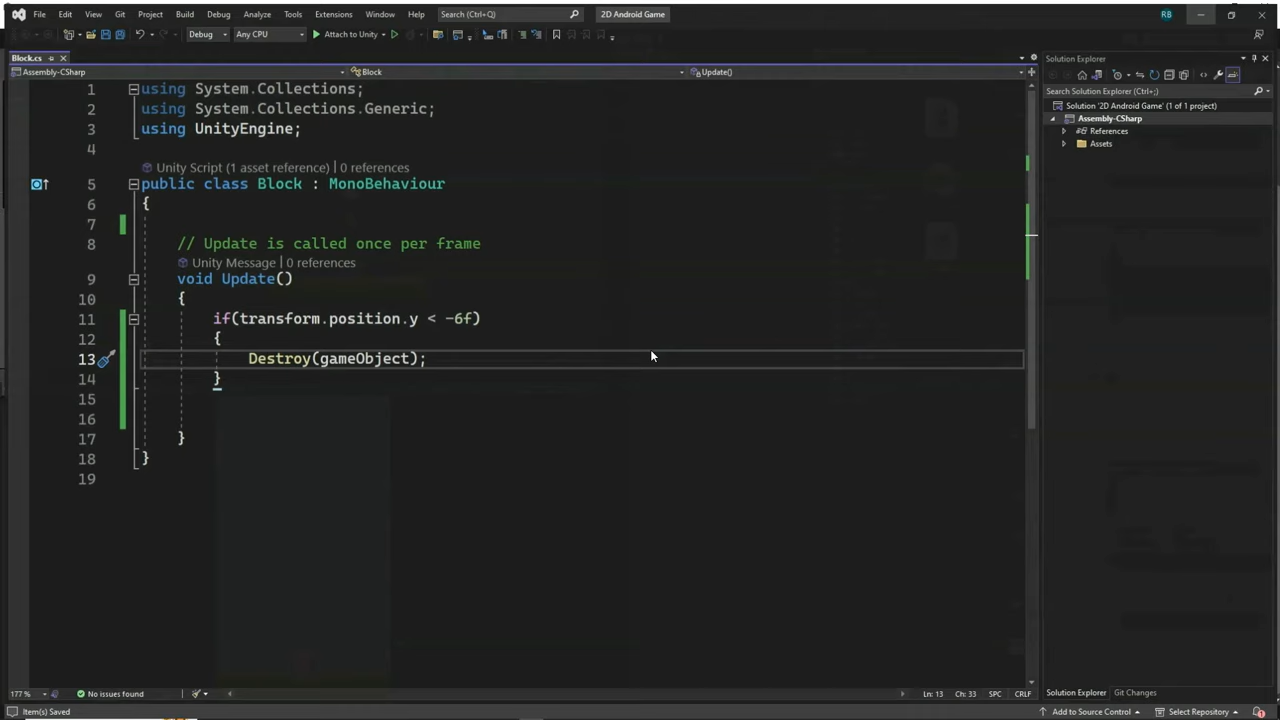 File Edit View Git Project Build Debug Analyze Tools Extensions Window Help Search (Ctrl+Q) 2D Android Game RB
Debug Any CPU Attach to Unity
Block.cs
Assembly-CSharp Block Update()
1 using System.Collections;
2 using System.Collections.Generic;
3 using UnityEngine;
4
Unity Script (1 asset reference) | 0 references
5 public class Block : MonoBehaviour
6 {
7
8 // Update is called once per frame
Unity Message | 0 references
9 void Update()
10 {
11 if(transform.position.y < -6f)
12 {
13 Destroy(gameObject);
14 }
15
16
17 }
18 }
19
177 % No issues found Ln: 13 Ch: 33 SPC CRLF
Solution Explorer
Search Solution Explorer (Ctrl+;)
Solution '2D Android Game' (1 of 1 project)
Assembly-CSharp
References
Assets
Solution Explorer Git Changes
Item(s) Saved Add to Source Control Select Repository 1